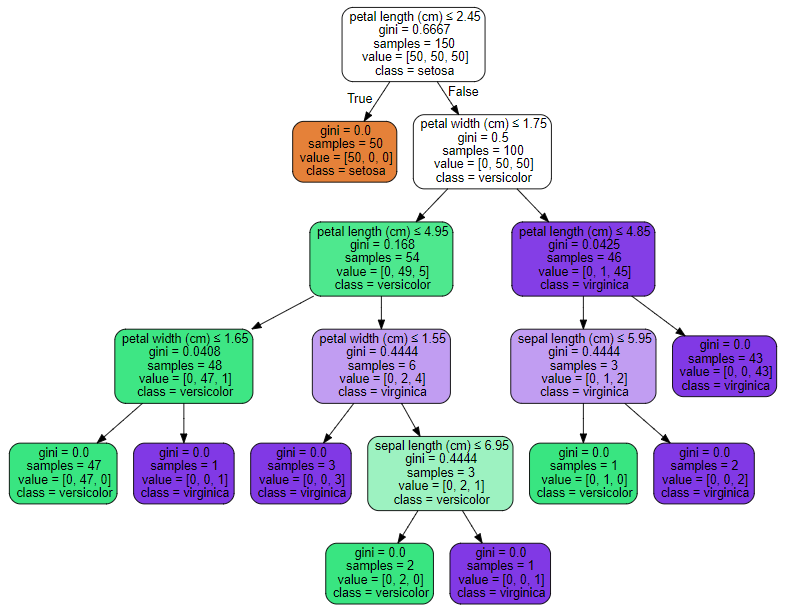 petal length (cm) ≤ 2.45
gini = 0.6667
samples = 150
value = [50, 50, 50]
class = setosa
True
False
gini = 0.0
samples = 50
value = [50, 0, 0]
class = setosa
petal width (cm) ≤ 1.75
gini = 0.5
samples = 100
value = [0, 50, 50]
class = versicolor
petal length (cm) ≤ 4.95
gini = 0.168
samples = 54
value = [0, 49, 5]
class = versicolor
petal length (cm) ≤ 4.85
gini = 0.0425
samples = 46
value = [0, 1, 45]
class = virginica
petal width (cm) ≤ 1.65
gini = 0.0408
samples = 48
value = [0, 47, 1]
class = versicolor
petal width (cm) ≤ 1.55
gini = 0.4444
samples = 6
value = [0, 2, 4]
class = virginica
sepal length (cm) ≤ 5.95
gini = 0.4444
samples = 3
value = [0, 1, 2]
class = virginica
gini = 0.0
samples = 43
value = [0, 0, 43]
class = virginica
gini = 0.0
samples = 47
value = [0, 47, 0]
class = versicolor
gini = 0.0
samples = 1
value = [0, 0, 1]
class = virginica
gini = 0.0
samples = 3
value = [0, 0, 3]
class = virginica
sepal length (cm) ≤ 6.95
gini = 0.4444
samples = 3
value = [0, 2, 1]
class = versicolor
gini = 0.0
samples = 1
value = [0, 1, 0]
class = versicolor
gini = 0.0
samples = 2
value = [0, 0, 2]
class = virginica
gini = 0.0
samples = 2
value = [0, 2, 0]
class = versicolor
gini = 0.0
samples = 1
value = [0, 0, 1]
class = virginica